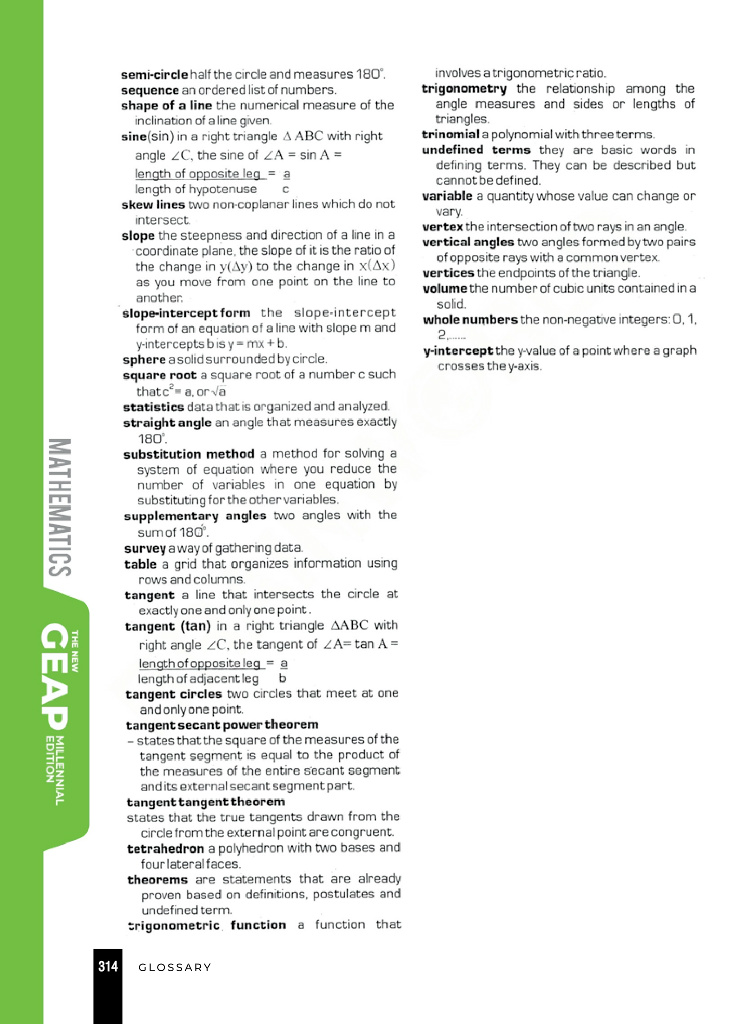 semi-circle half the circle and measures 180°.
sequence an ordered list of numbers.
shape of a line the numerical measure of the
inclination of a line given.
sine(sin) in a right triangle Δ ABC with right
angle ∠C, the sine of ∠A = sin A =
length of opposite leg = a
length of hypotenuse c
skew lines two non-coplanar lines which do not
intersect.
slope the steepness and direction of a line in a
coordinate plane, the slope of it is the ratio of
the change in y(Δy) to the change in x(Δx)
as you move from one point on the line to
another.
slope-intercept form the slope-intercept
form of an equation of a line with slope m and
y-intercepts b is y = mx + b.
sphere a solid surrounded by circle.
square root a square root of a number c such
that c²= a, or √a
statistics data that is organized and analyzed.
straight angle an angle that measures exactly
180°.
substitution method a method for solving a
system of equation where you reduce the
number of variables in one equation by
substituting for the other variables.
supplementary angles two angles with the
sum of 180°.
survey a way of gathering data.
table a grid that organizes information using
rows and columns.
tangent a line that intersects the circle at
exactly one and only one point.
tangent (tan) in a right triangle ΔABC with
right angle ∠C, the tangent of ∠A= tan A =
length of opposite leg = a
length of adjacent leg b
tangent circles two circles that meet at one
and only one point.
tangent secant power theorem
– states that the square of the measures of the
tangent segment is equal to the product of
the measures of the entire secant segment
and its external secant segment part.
tangent tangent theorem
states that the true tangents drawn from the
circle from the external point are congruent.
tetrahedron a polyhedron with two bases and
four lateral faces.
theorems are statements that are already
proven based on definitions, postulates and
undefined term.
trigonometric function a function that
involves a trigonometric ratio.
trigonometry the relationship among the
angle measures and sides or lengths of
triangles.
trinomial a polynomial with three terms.
undefined terms they are basic words in
defining terms. They can be described but
cannot be defined.
variable a quantity whose value can change or
vary.
vertex the intersection of two rays in an angle.
vertical angles two angles formed by two pairs
of opposite rays with a common vertex.
vertices the endpoints of the triangle.
vollume the number of cubic units contained in a
solid.
whole numbers the non-negative integers: 0, 1,
2,......
y-intercept the y-value of a point where a graph
crosses the y-axis.
MATHEMATICS
THE NEW
GEAP
MILLENNIAL
EDITION
314 GLOSSARY